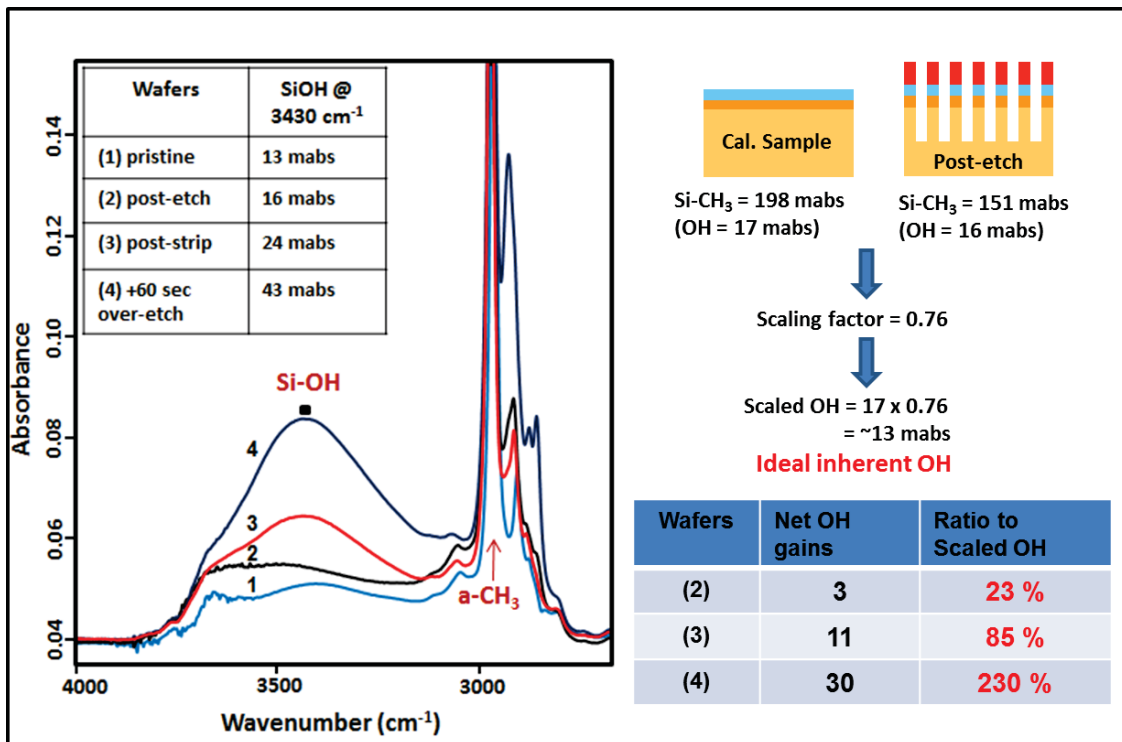 Wafers SiOH @ 3430 cm⁻¹
(1) pristine 13 mabs
(2) post-etch 16 mabs
(3) post-strip 24 mabs
(4) +60 sec over-etch 43 mabs
Absorbance
0.14
0.12
0.10
0.08
0.06
0.04
Si-OH
4
3
2
1
a-CH₃
4000 3500 3000
Wavenumber (cm⁻¹)
Cal. Sample
Si-CH₃ = 198 mabs
(OH = 17 mabs)
Post-etch
Si-CH₃ = 151 mabs
(OH = 16 mabs)
Scaling factor = 0.76
Scaled OH = 17 x 0.76
= ~13 mabs
Ideal inherent OH
Wafers Net OH gains Ratio to Scaled OH
(2) 3 23 %
(3) 11 85 %
(4) 30 230 %